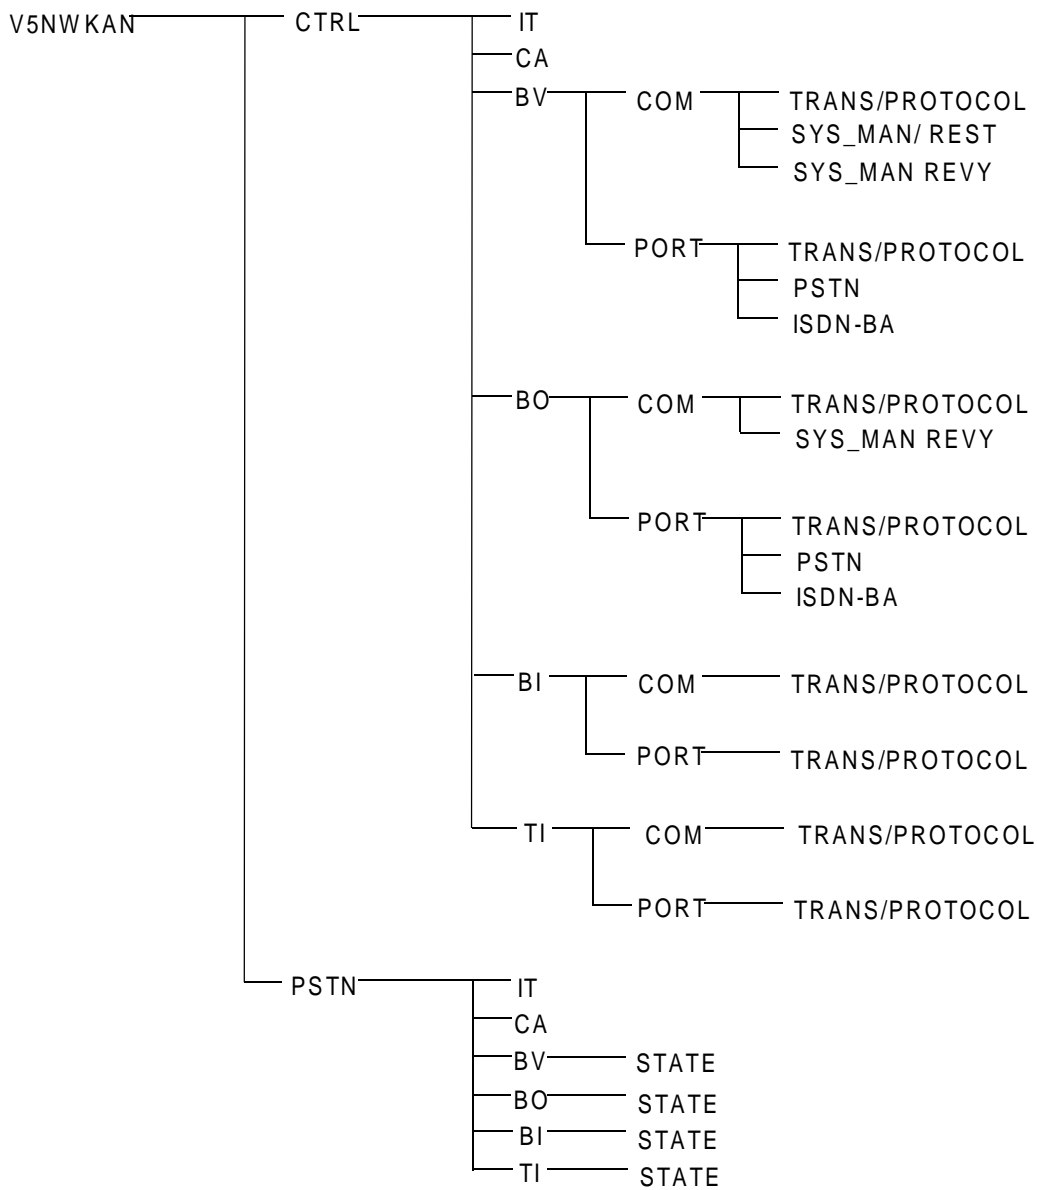 V5NWKAN CTRL IT
CA
BV COM TRANS/PROTOCOL
SYS_MAN/ REST
SYS_MAN REVY
PORT TRANS/PROTOCOL
PSTN
ISDN-BA
BO COM TRANS/PROTOCOL
SYS_MAN REVY
PORT TRANS/PROTOCOL
PSTN
ISDN-BA
BI COM TRANS/PROTOCOL
PORT TRANS/PROTOCOL
TI COM TRANS/PROTOCOL
PORT TRANS/PROTOCOL
PSTN IT
CA
BV STATE
BO STATE
BI STATE
TI STATE